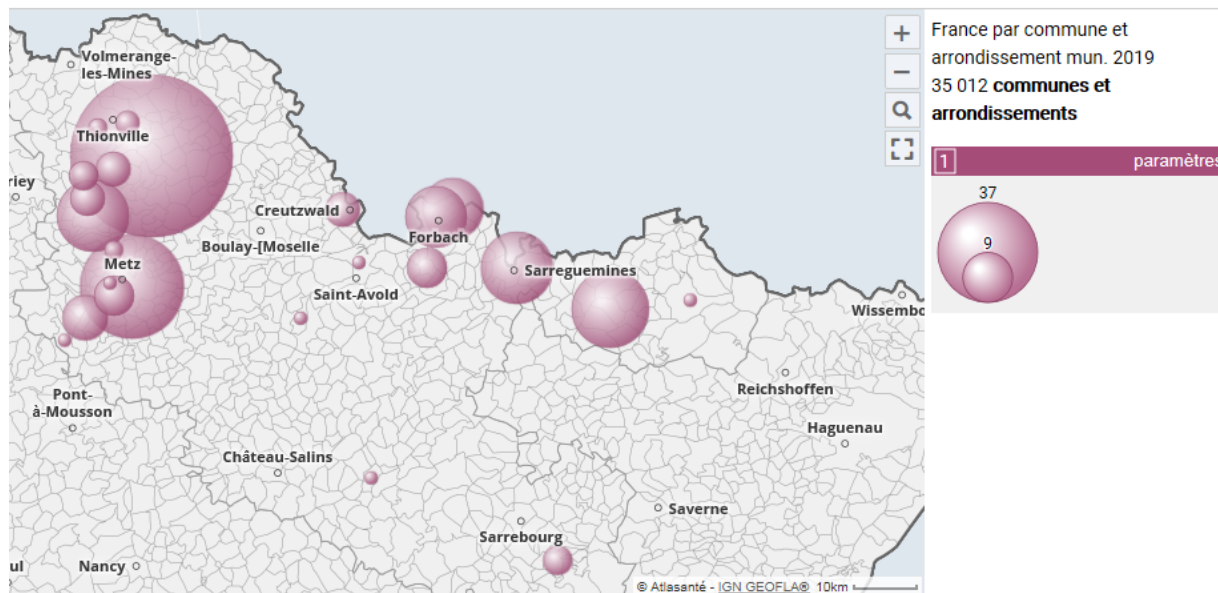 Volmerange-
les-Mines
Thionville
riey
Creutzwald
Boulay-[Moselle
Forbach
Metz
Sarreguemines
Saint-Avold
Wissembo
Pont-
à-Mousson
Reichshoffen
Haguenau
Château-Salins
Saverne
Sarrebourg
Nancy
ul
© Atlasanté - IGN GEOFLA® 10km
+
−
France par commune et
arrondissement mun. 2019
35 012 communes et
arrondissements
1 paramètres
37
9